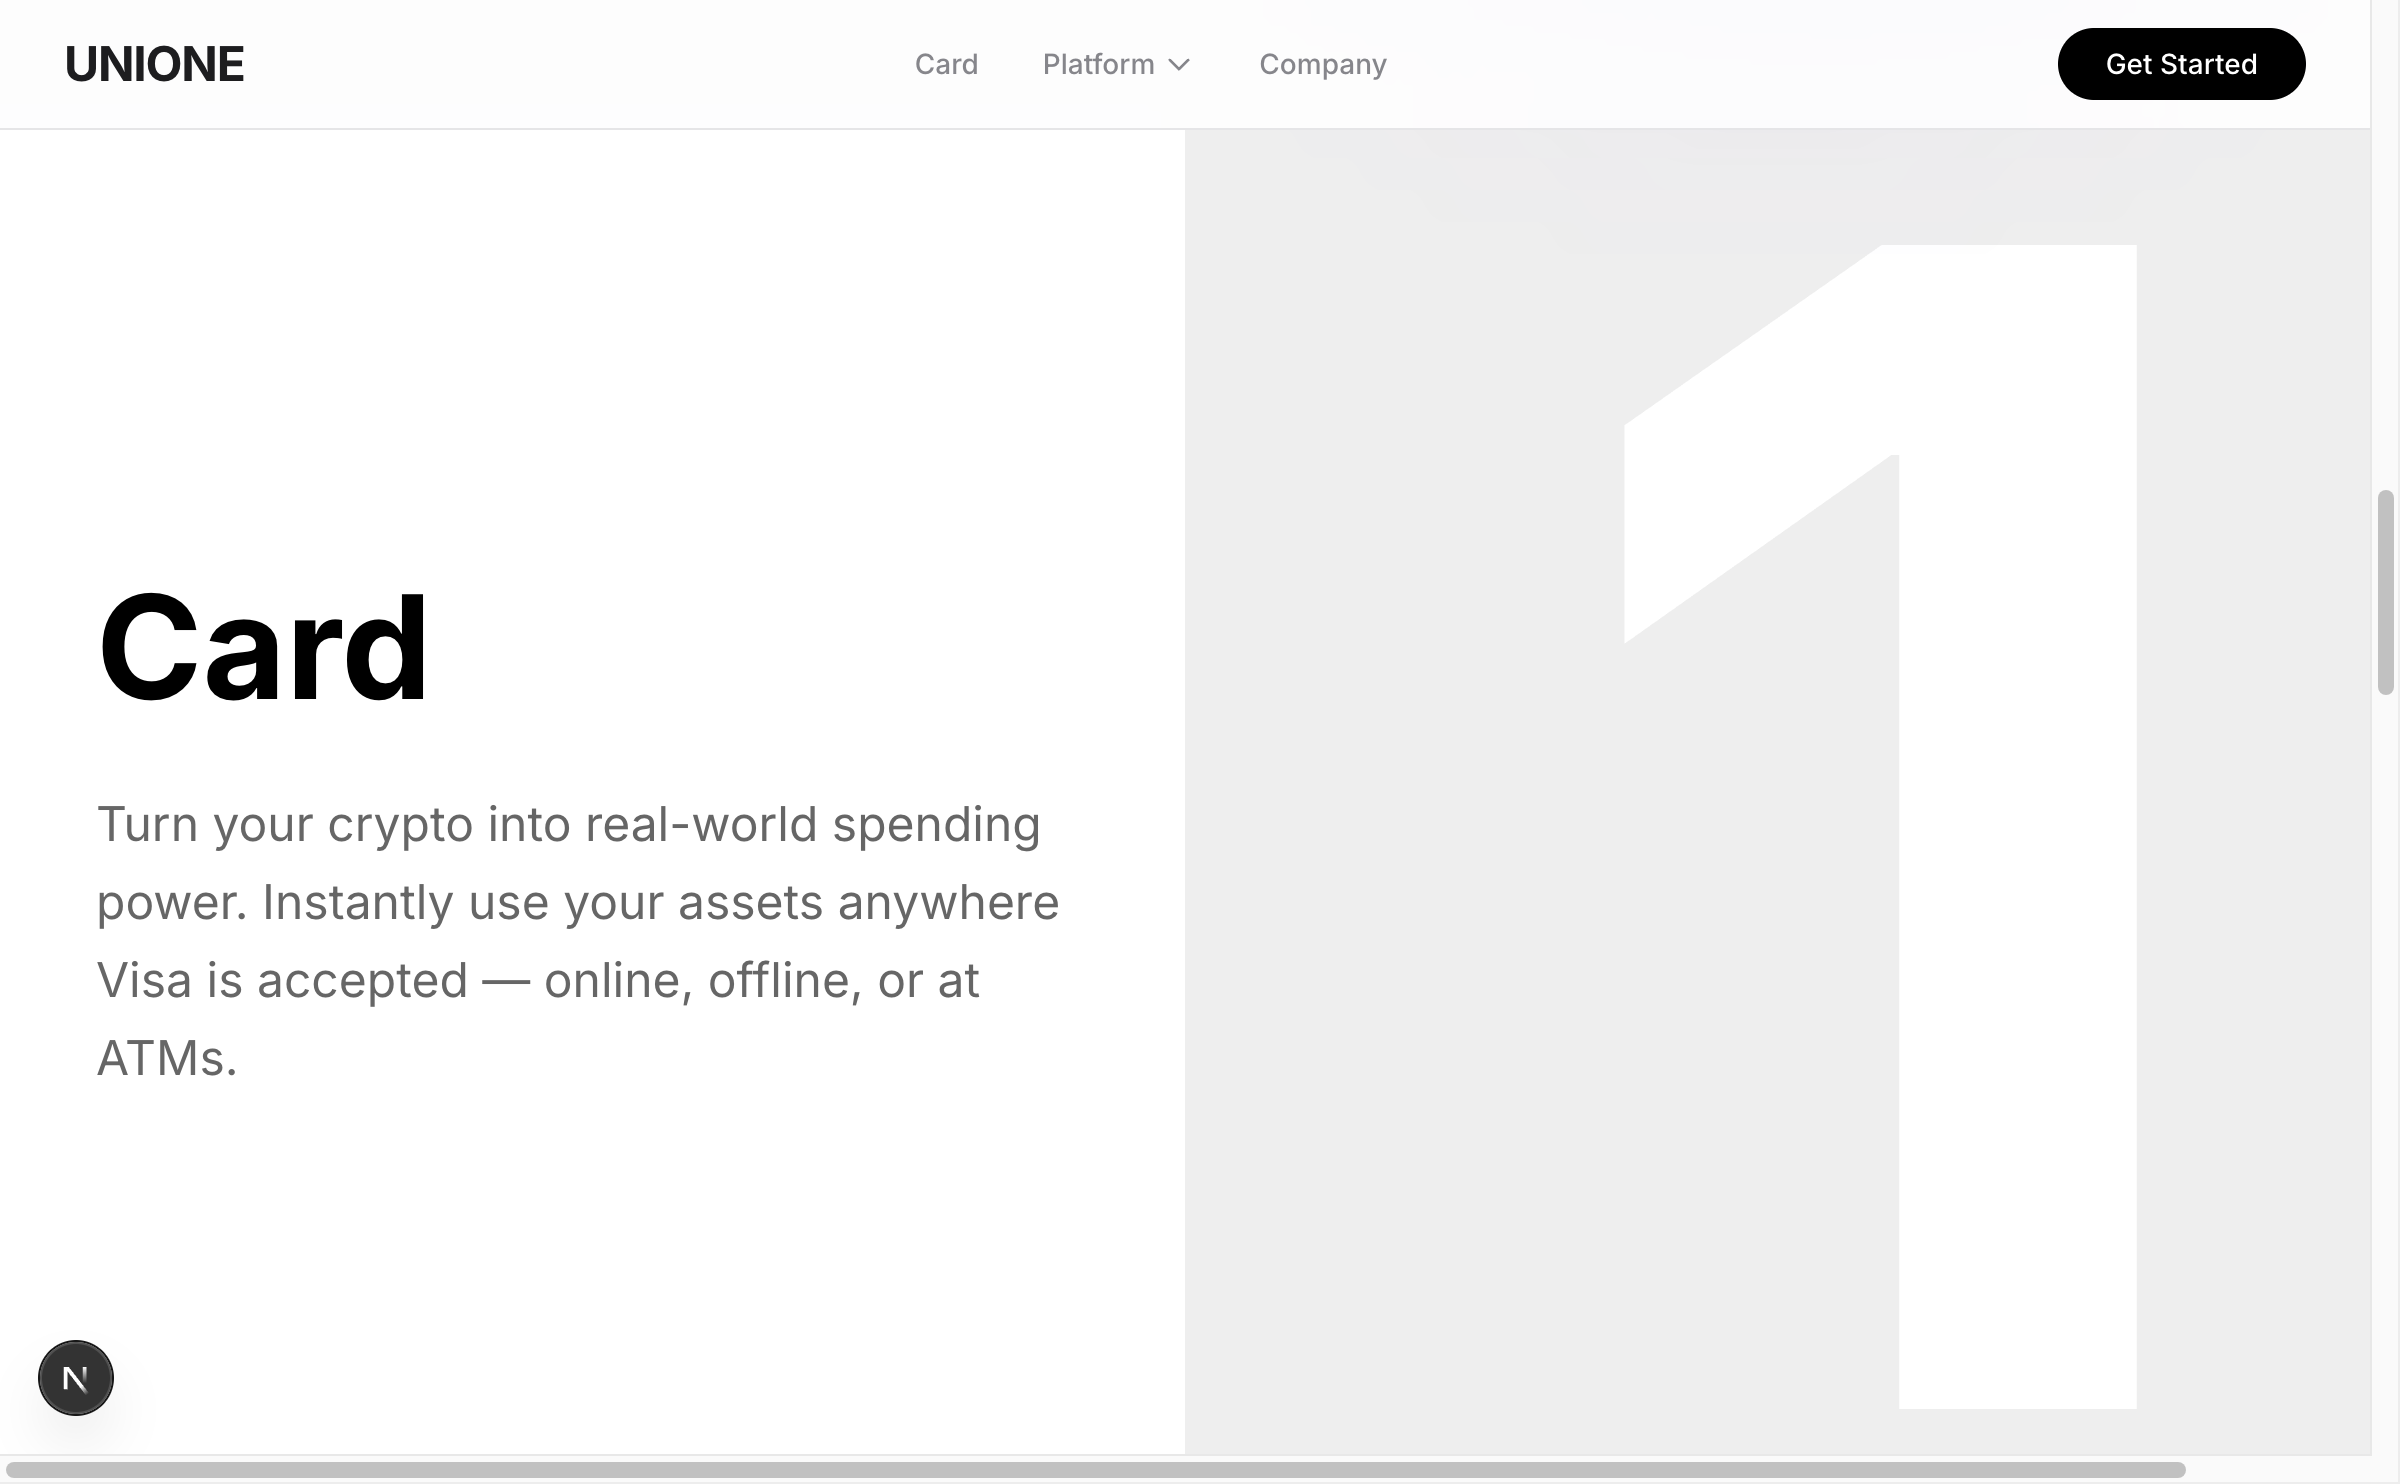 UNIONE
Card
Platform
Company
Get Started
1
Card
Turn your crypto into real-world spending
power. Instantly use your assets anywhere
Visa is accepted — online, offline, or at
ATMs.
N